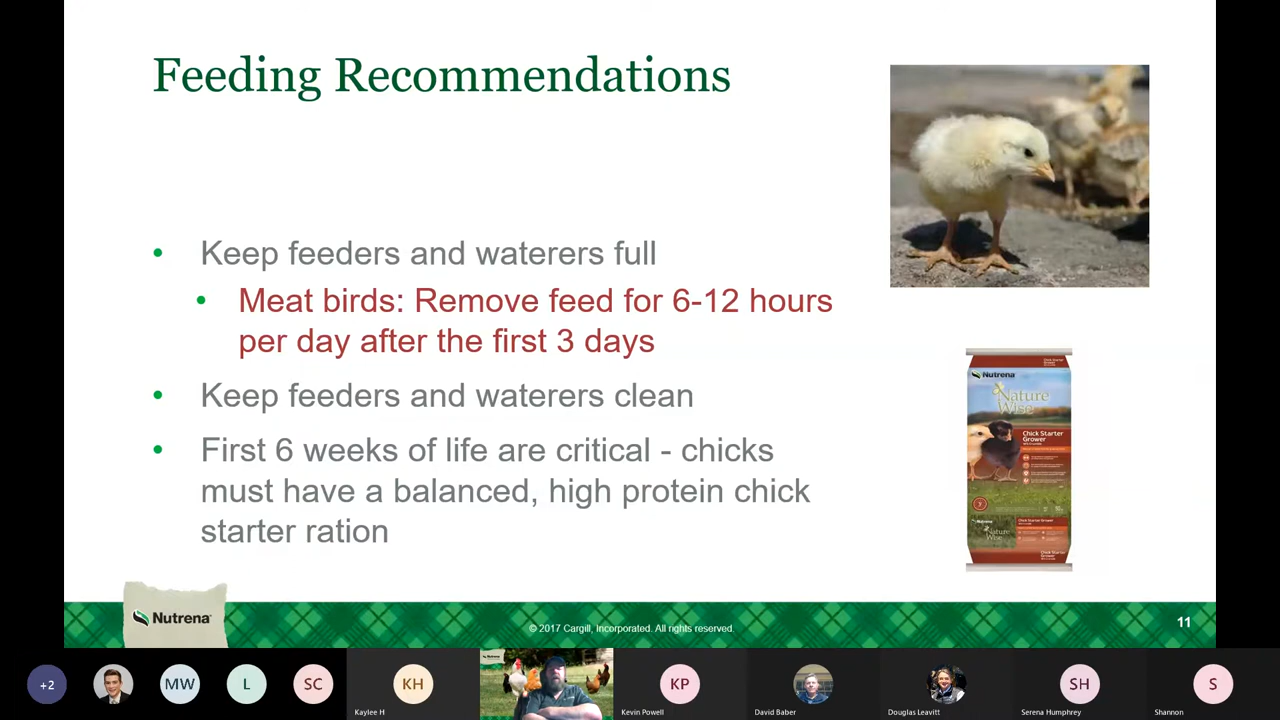 Feeding Recommendations
• Keep feeders and waterers full
• Meat birds: Remove feed for 6-12 hours
per day after the first 3 days
• Keep feeders and waterers clean
• First 6 weeks of life are critical - chicks
must have a balanced, high protein chick
starter ration
Nutrena
Nature
Wise
Chick Starter
Grower
Nutrena
© 2017 Cargill, Incorporated. All rights reserved.
11
+2
MW
L
SC
KH
KP
SH
S
Kaylee H
Kevin Powell
David Baber
Douglas Leavitt
Serena Humphrey
Shannon